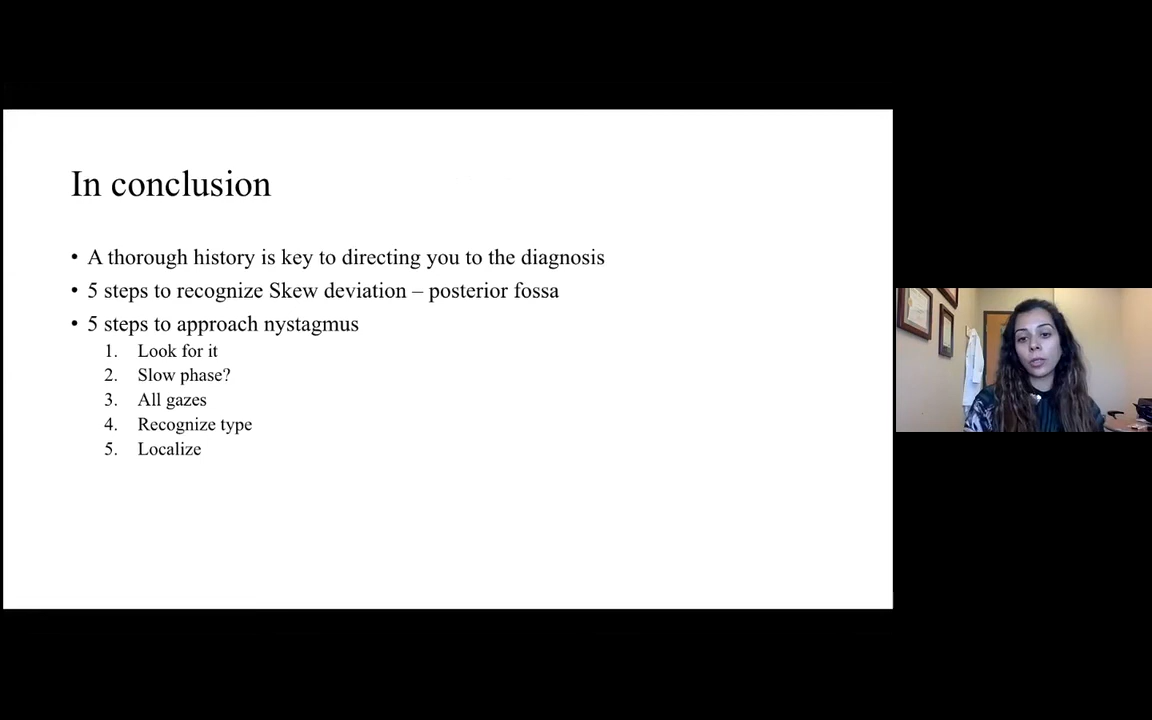 In conclusion
• A thorough history is key to directing you to the diagnosis
• 5 steps to recognize Skew deviation – posterior fossa
• 5 steps to approach nystagmus
1. Look for it
2. Slow phase?
3. All gazes
4. Recognize type
5. Localize